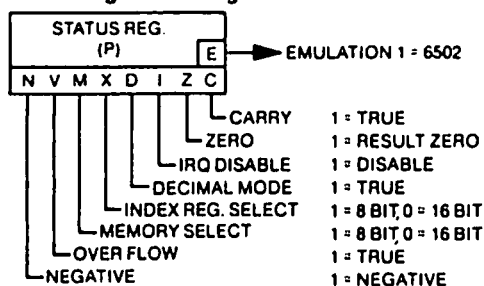 STATUS REG.
(P)
E
EMULATION 1 = 6502
N V M X D I Z C
CARRY 1 = TRUE
ZERO 1 = RESULT ZERO
IRQ DISABLE 1 = DISABLE
DECIMAL MODE 1 = TRUE
INDEX REG. SELECT 1 = 8 BIT, 0 = 16 BIT
MEMORY SELECT 1 = 8 BIT, 0 = 16 BIT
OVER FLOW 1 = TRUE
NEGATIVE 1 = NEGATIVE